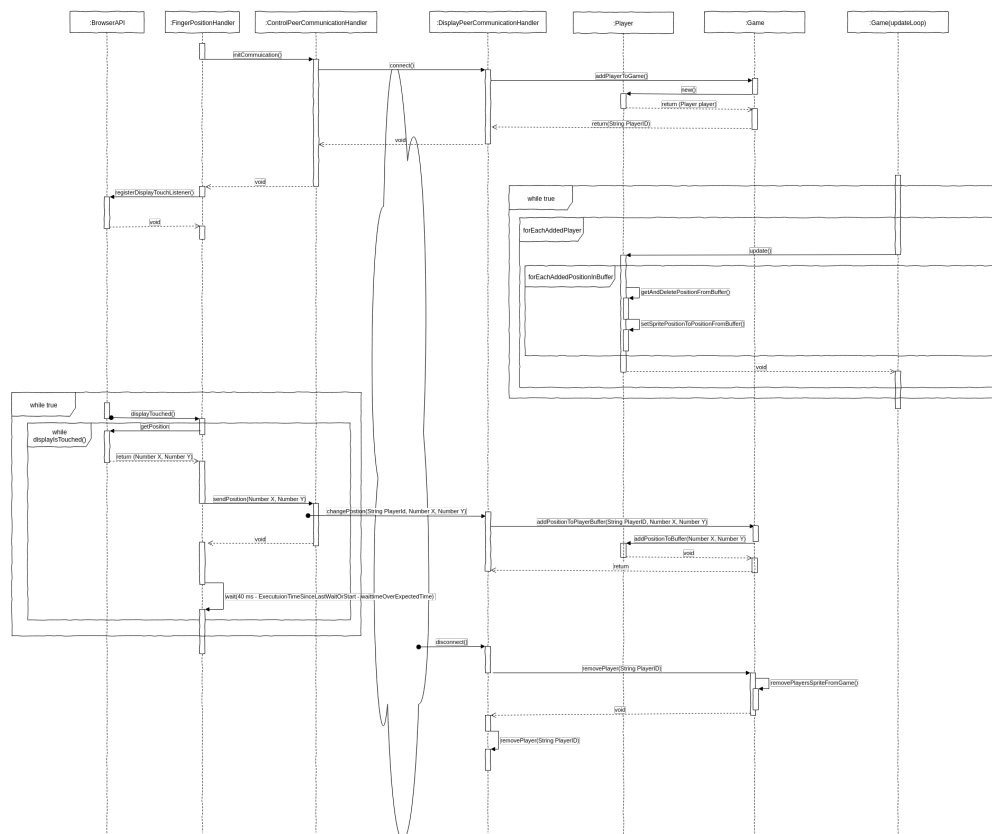 :BrowserAPI
:FingerPositionHandler
:ControlPeerCommunicationHandler
:DisplayPeerCommunicationHandler
:Player
:Game
:Game(updateLoop)
initCommuication()
connect()
addPlayerToGame()
new()
return (Player player)
return(String PlayerID)
void
void
registerDisplayTouchListener()
void
while true
forEachAddedPlayer
update()
forEachAddedPositionInBuffer
getAndDeletePositionFromBuffer()
setSpritePositionToPositionFromBuffer()
void
while true
displayTouched()
getPosition
while
displayIsTouched()
return (Number X, Number Y)
sendPosition(Number X, Number Y)
changePostion(String PlayerId, Number X, Number Y)
addPositionToPlayerBuffer(String PlayerID, Number X, Number Y)
addPositionToBuffer(Number X, Number Y)
void
void
return
wait(40 ms - ExecutuionTimeSinceLastWaitOrStart - waittimeOverExpectedTime)
disconnect()
removePlayer(String PlayerID)
removePlayersSpriteFromGame()
void
removePlayer(String PlayerID)